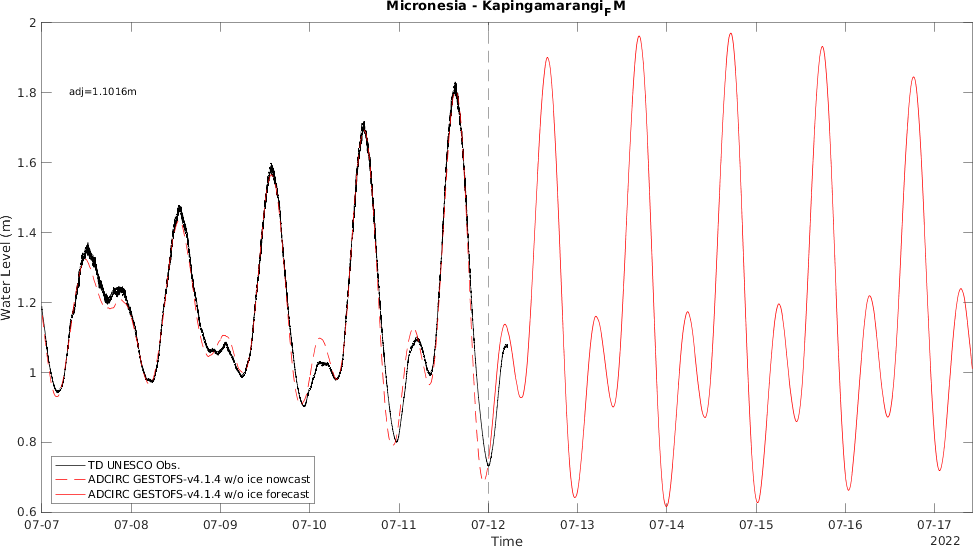 Micronesia - Kapingamarangi_F M
2
adj=1.1016m
1.8
1.6
1.4
Water Level (m)
1.2
1
0.8
0.6
TD UNESCO Obs.
ADCIRC GESTOFS-v4.1.4 w/o ice nowcast
ADCIRC GESTOFS-v4.1.4 w/o ice forecast
07-07 07-08 07-09 07-10 07-11 07-12 07-13 07-14 07-15 07-16 07-17
Time
2022